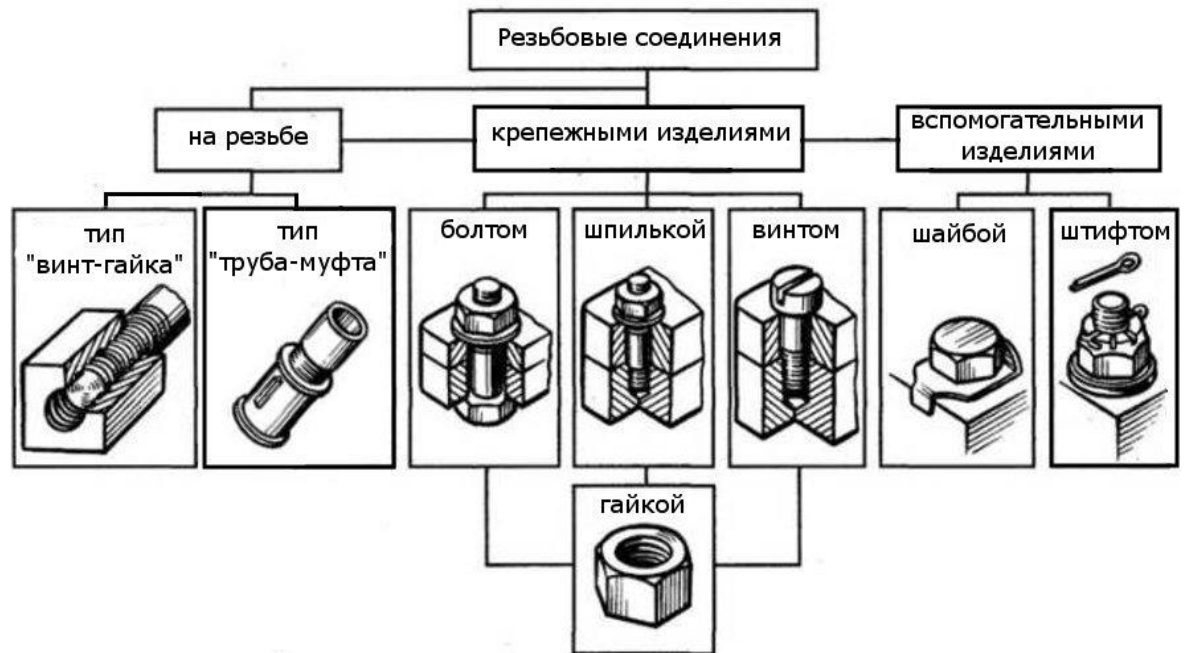 Резьбовые соединения
на резьбе
крепежными изделиями
вспомогательными
изделиями
тип
"винт-гайка"
тип
"труба-муфта"
болтом
шпилькой
винтом
шайбой
штифтом
гайкой